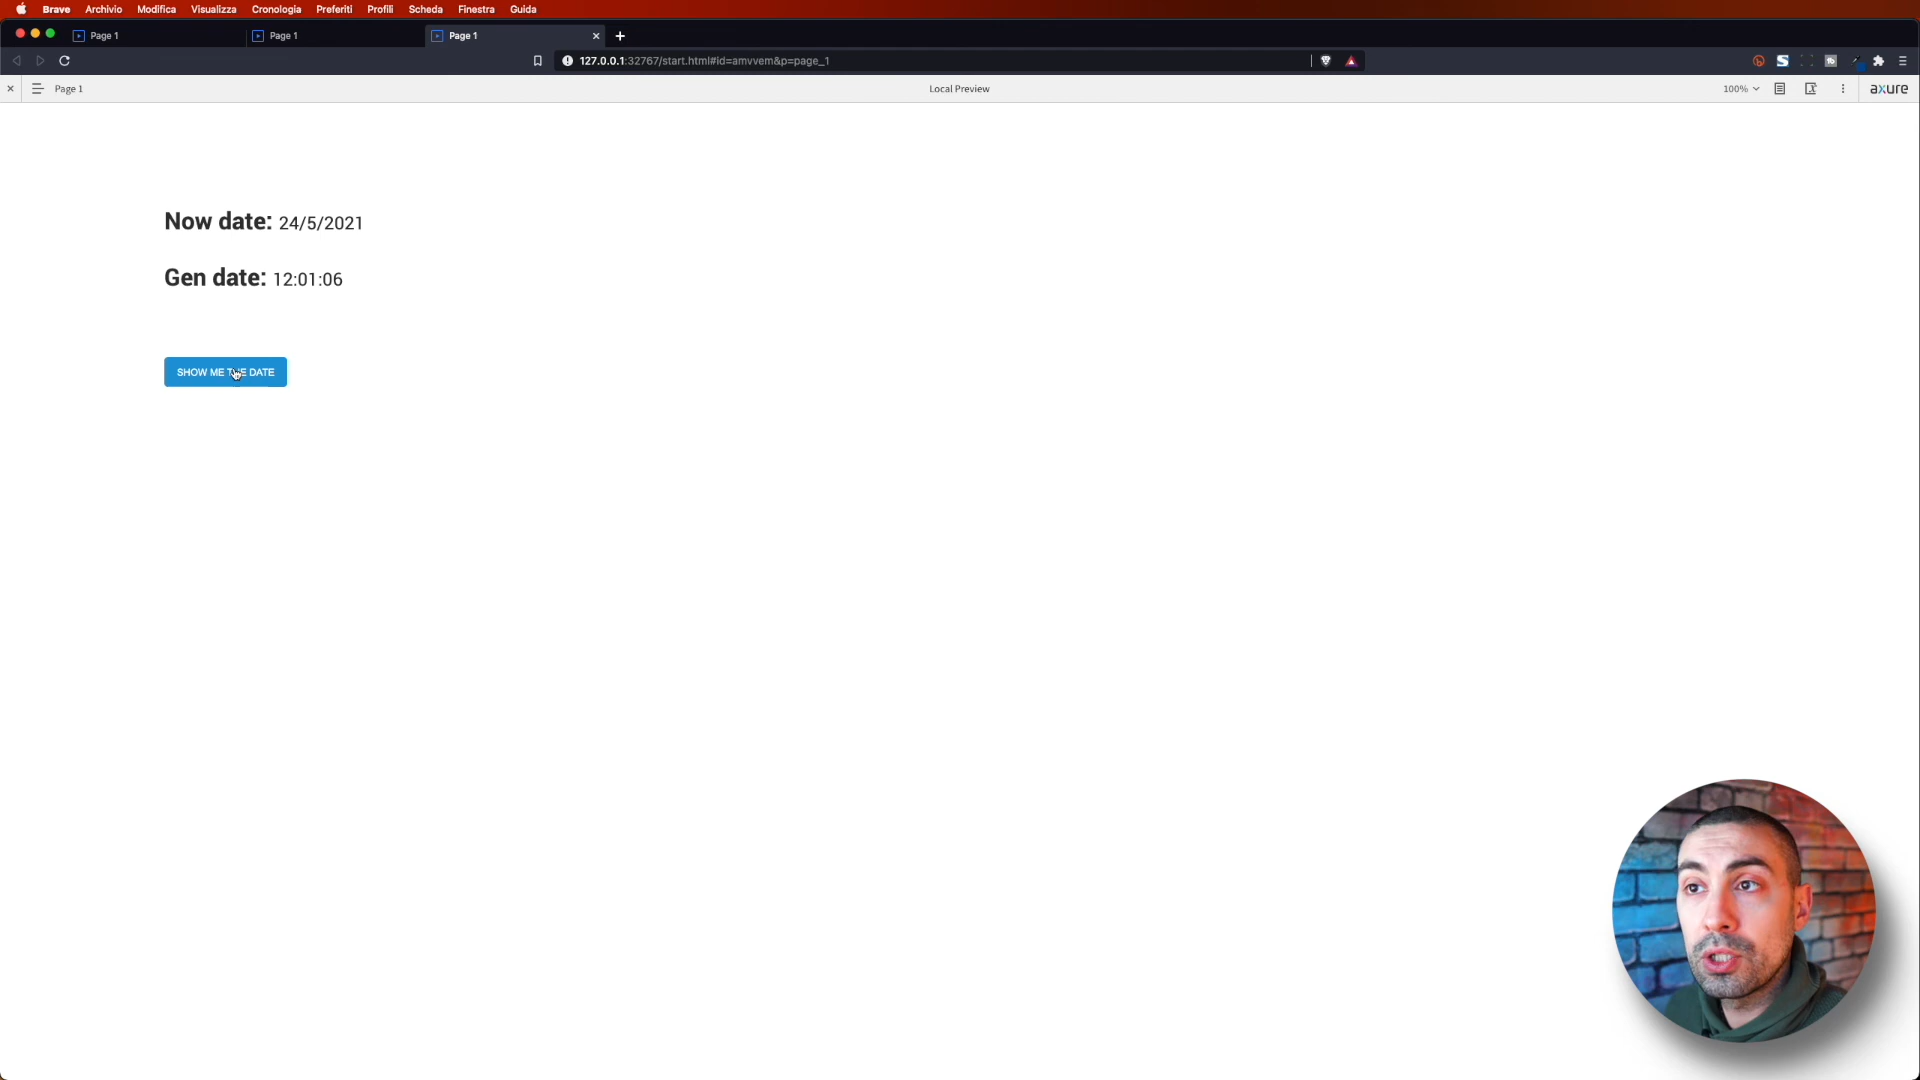 Brave Archivio Modifica Visualizza Cronologia Preferiti Profili Scheda Finestra Guida
Page 1 Page 1 Page 1
127.0.0.1:32767/start.html#id=amvvem&p=page_1
Page 1 Local Preview 100% axure
Now date: 24/5/2021
Gen date: 12:01:06
SHOW ME THE DATE